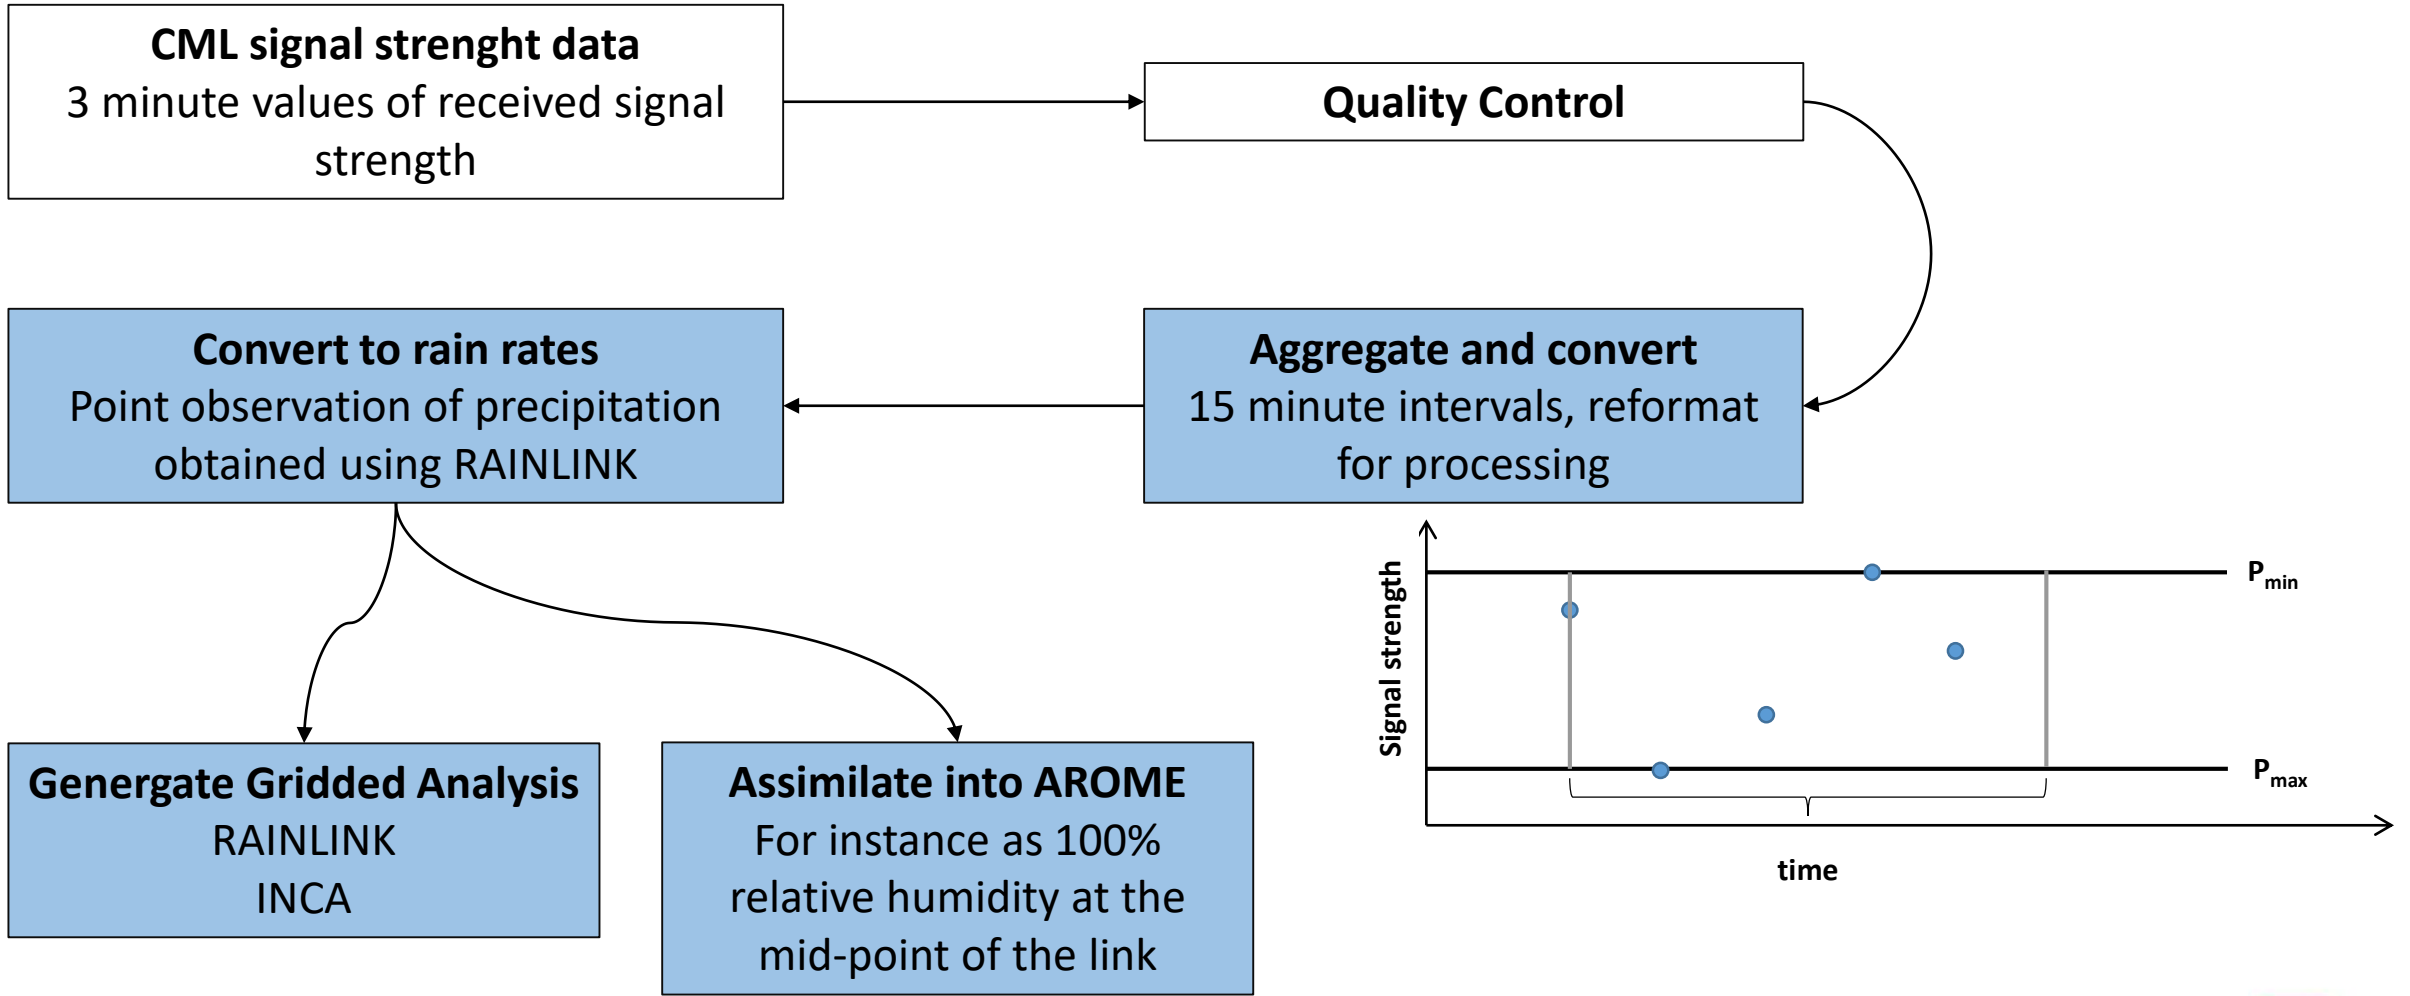 CML signal strenght data
3 minute values of received signal
strength
Quality Control
Convert to rain rates
Point observation of precipitation
obtained using RAINLINK
Aggregate and convert
15 minute intervals, reformat
for processing
Genergate Gridded Analysis
RAINLINK
INCA
Assimilate into AROME
For instance as 100%
relative humidity at the
mid-point of the link
Signal strength
Pmin
Pmax
time